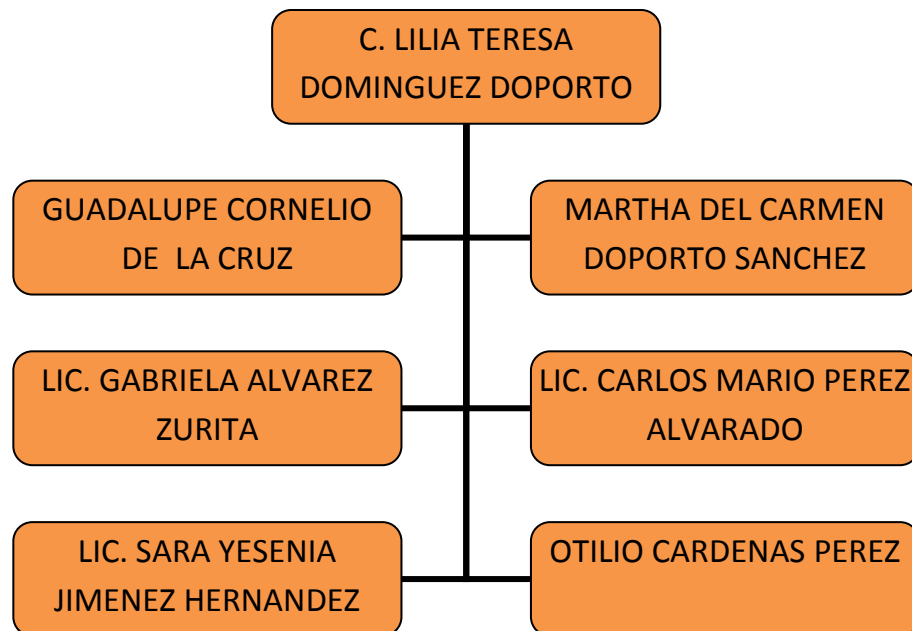 C. LILIA TERESA
DOMINGUEZ DOPORTO
GUADALUPE CORNELIO
DE LA CRUZ
MARTHA DEL CARMEN
DOPORTO SANCHEZ
LIC. GABRIELA ALVAREZ
ZURITA
LIC. CARLOS MARIO PEREZ
ALVARADO
LIC. SARA YESENIA
JIMENEZ HERNANDEZ
OTILIO CARDENAS PEREZ